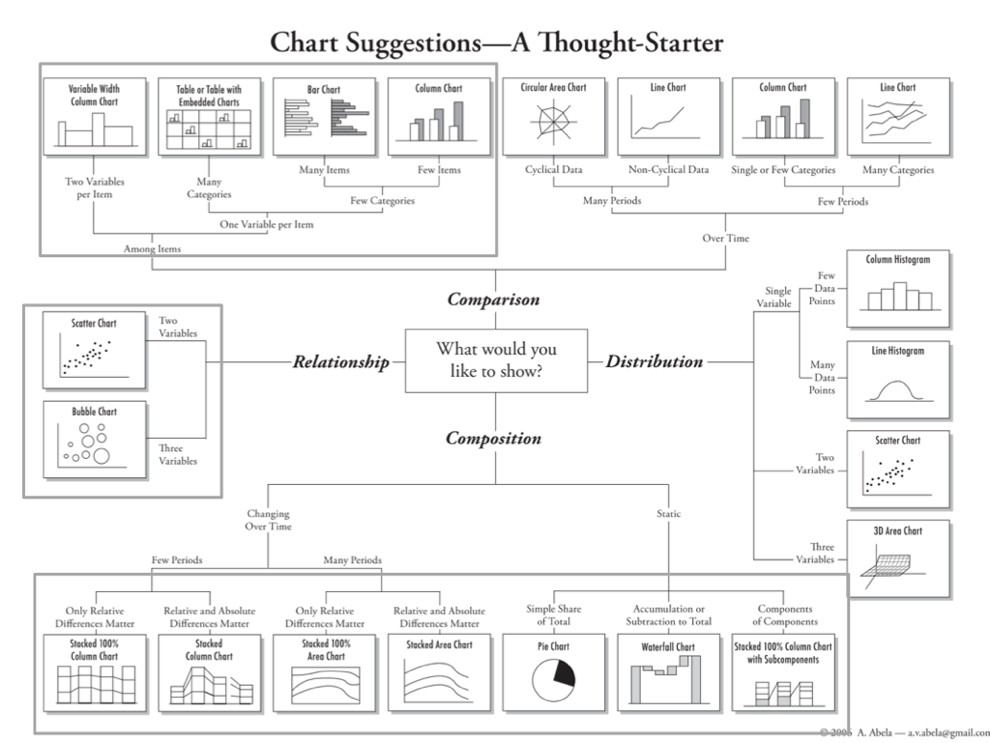 Chart Suggestions—A Thought-Starter
Variable Width
Column Chart
Table or Table with
Embedded Charts
Bar Chart
Column Chart
Circular Area Chart
Line Chart
Column Chart
Line Chart
Two Variables
per Item
Many
Categories
Many Items
Few Items
Cyclical Data
Non-Cyclical Data
Single or Few Categories
Many Categories
Few Categories
Many Periods
Few Periods
One Variable per Item
Among Items
Over Time
Comparison
What would you
like to show?
Relationship
Scatter Chart
Two
Variables
Bubble Chart
Three
Variables
Distribution
Single
Variable
Few
Data
Points
Column Histogram
Many
Data
Points
Line Histogram
Two
Variables
Scatter Chart
Three
Variables
3D Area Chart
Composition
Changing
Over Time
Static
Few Periods
Many Periods
Only Relative
Differences Matter
Relative and Absolute
Differences Matter
Only Relative
Differences Matter
Relative and Absolute
Differences Matter
Simple Share
of Total
Accumulation or
Subtraction to Total
Components
of Components
Stacked 100%
Column Chart
Stacked
Column Chart
Stacked 100%
Area Chart
Stacked Area Chart
Pie Chart
Waterfall Chart
Stacked 100% Column Chart
with Subcomponents
© A. Abela — a.v.abela@gmail.com